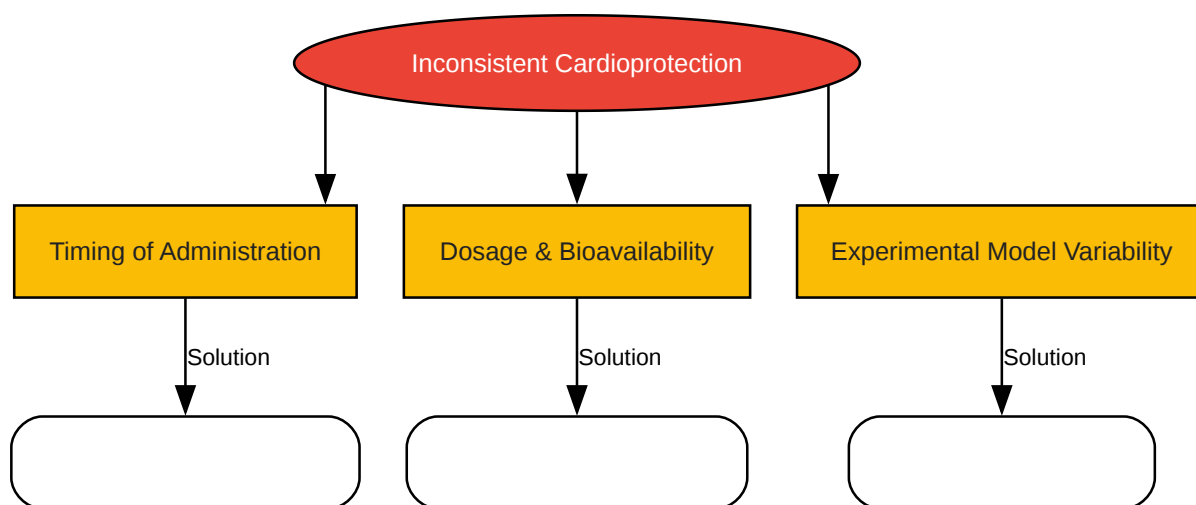 Inconsistent Cardioprotection
Timing of Administration
Dosage & Bioavailability
Experimental Model Variability
Solution
Solution
Solution